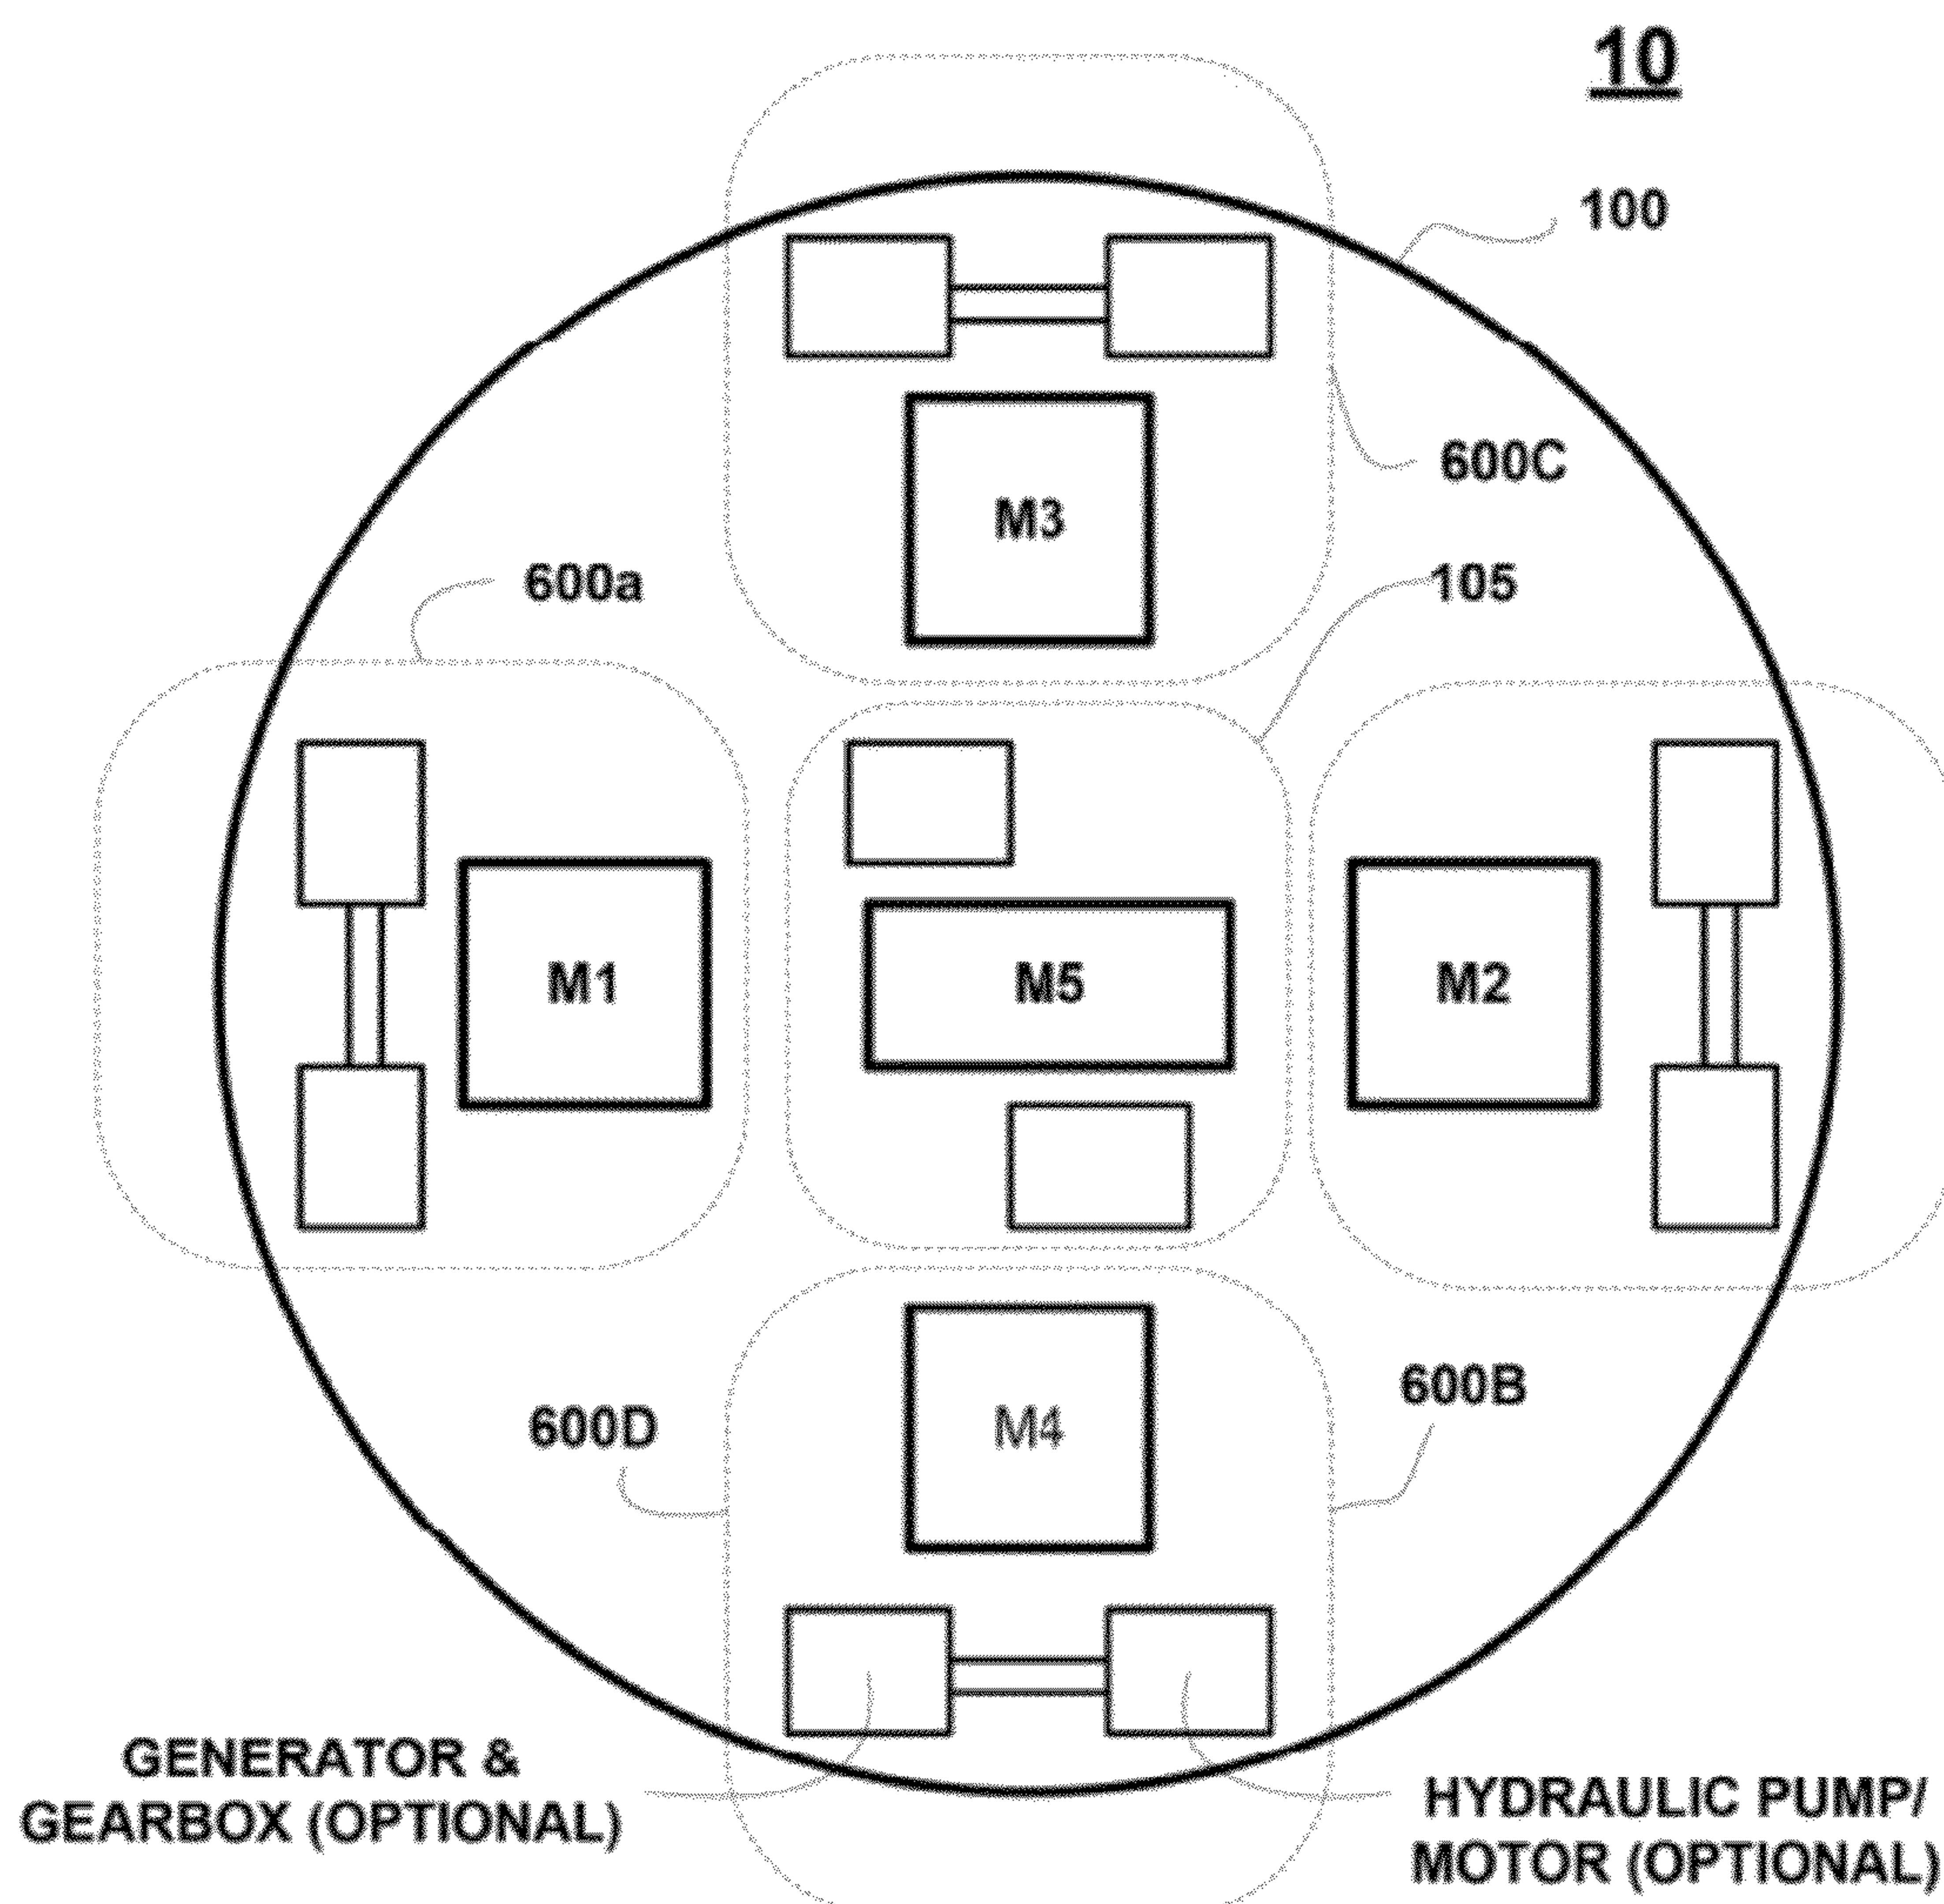 10
100
600C
M3
600a
105
M1
M5
M2
600B
600D
M4
GENERATOR &
GEARBOX (OPTIONAL)
HYDRAULIC PUMP/
MOTOR (OPTIONAL)